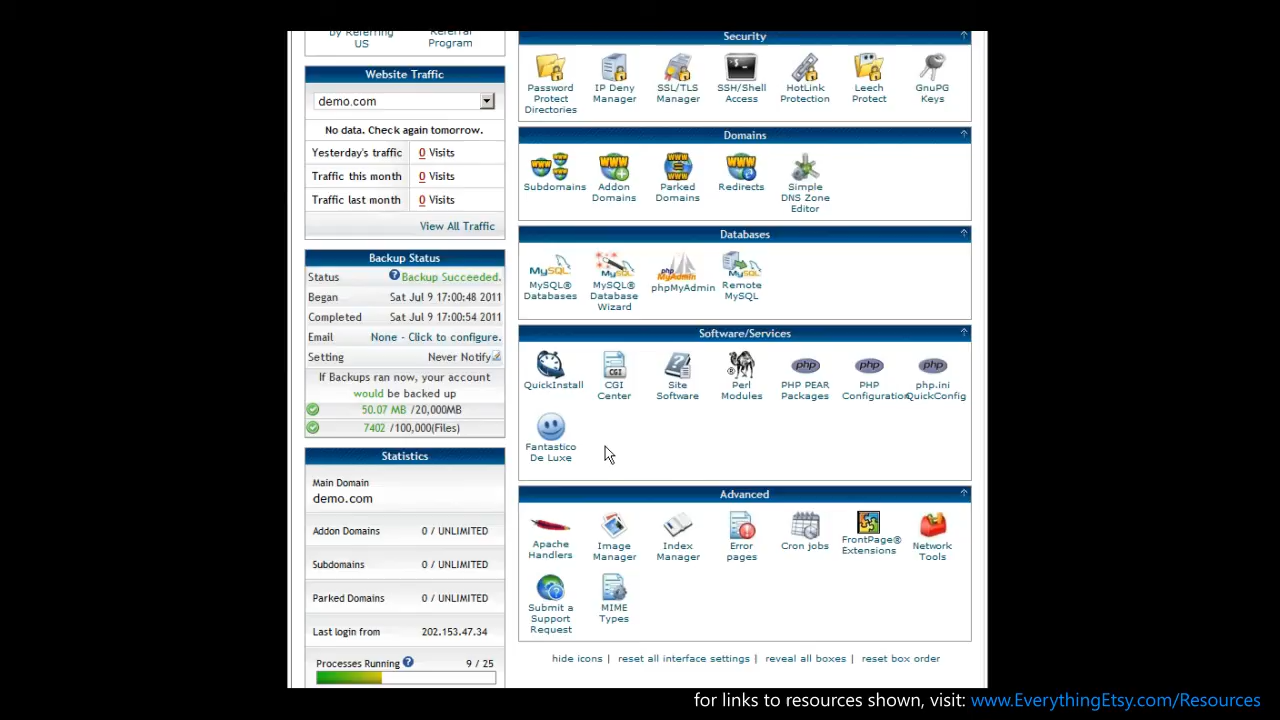 by Referring
US
Referral
Program
Website Traffic
demo.com
No data. Check again tomorrow.
Yesterday's traffic 0 Visits
Traffic this month 0 Visits
Traffic last month 0 Visits
View All Traffic
Backup Status
Status Backup Succeeded.
Began Sat Jul 9 17:00:48 2011
Completed Sat Jul 9 17:00:54 2011
Email None - Click to configure.
Setting Never Notify
If Backups ran now, your account
would be backed up
50.07 MB /20,000MB
7402 /100,000(Files)
Statistics
Main Domain
demo.com
Addon Domains 0 / UNLIMITED
Subdomains 0 / UNLIMITED
Parked Domains 0 / UNLIMITED
Last login from 202.153.47.34
Processes Running 9 / 25
Security
Password
Protect
Directories
IP Deny
Manager
SSL/TLS
Manager
SSH/Shell
Access
HotLink
Protection
Leech
Protect
GnuPG
Keys
Domains
Subdomains
Addon
Domains
Parked
Domains
Redirects
Simple
DNS Zone
Editor
Databases
MySQL®
Databases
MySQL®
Database
Wizard
phpMyAdmin
Remote
MySQL
Software/Services
QuickInstall
CGI
Center
Site
Software
Perl
Modules
PHP PEAR
Packages
PHP
Configuration
php.ini
QuickConfig
Fantastico
De Luxe
Advanced
Apache
Handlers
Image
Manager
Index
Manager
Error
pages
Cron jobs
FrontPage®
Extensions
Network
Tools
Submit a
Support
Request
MIME
Types
hide icons | reset all interface settings | reveal all boxes | reset box order
for links to resources shown, visit: www.EverythingEtsy.com/Resources